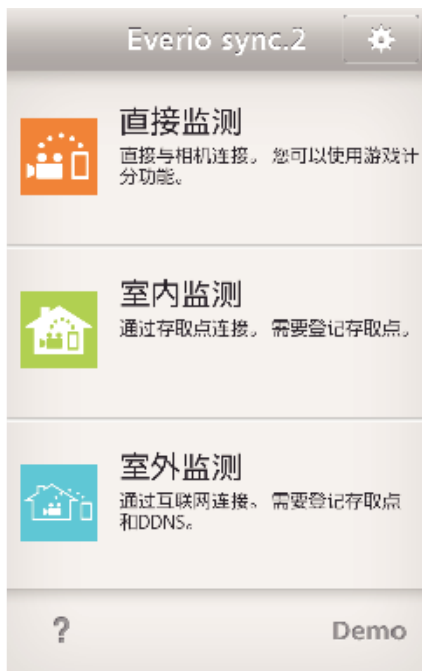 Everio sync.2
直接监测
直接与相机连接。 您可以使用游戏计
分功能。
室内监测
通过存取点连接。 需要登记存取点。
室外监测
通过互联网连接。 需要登记存取点
和DDNS。
?
Demo